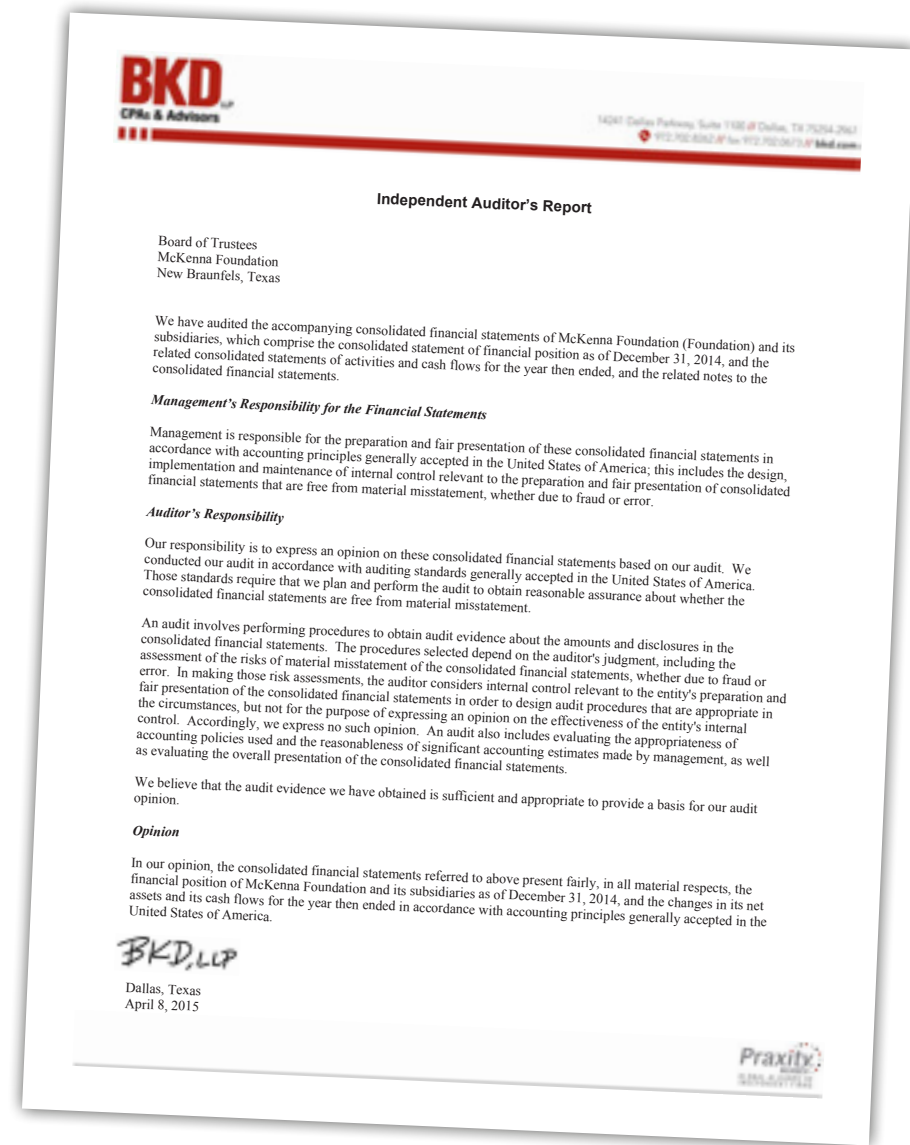 BKD
LLP
CPAs & Advisors
14241 Dallas Parkway, Suite 1100 // Dallas, TX 75254-2961
972.702.8262 // fax 972.702.0673 // bkd.com
Independent Auditor's Report
Board of Trustees
McKenna Foundation
New Braunfels, Texas
We have audited the accompanying consolidated financial statements of McKenna Foundation (Foundation) and its
subsidiaries, which comprise the consolidated statement of financial position as of December 31, 2014, and the
related consolidated statements of activities and cash flows for the year then ended, and the related notes to the
consolidated financial statements.
Management's Responsibility for the Financial Statements
Management is responsible for the preparation and fair presentation of these consolidated financial statements in
accordance with accounting principles generally accepted in the United States of America; this includes the design,
implementation and maintenance of internal control relevant to the preparation and fair presentation of consolidated
financial statements that are free from material misstatement, whether due to fraud or error.
Auditor's Responsibility
Our responsibility is to express an opinion on these consolidated financial statements based on our audit.  We
conducted our audit in accordance with auditing standards generally accepted in the United States of America.
Those standards require that we plan and perform the audit to obtain reasonable assurance about whether the
consolidated financial statements are free from material misstatement.
An audit involves performing procedures to obtain audit evidence about the amounts and disclosures in the
consolidated financial statements.  The procedures selected depend on the auditor's judgment, including the
assessment of the risks of material misstatement of the consolidated financial statements, whether due to fraud or
error.  In making those risk assessments, the auditor considers internal control relevant to the entity's preparation and
fair presentation of the consolidated financial statements in order to design audit procedures that are appropriate in
the circumstances, but not for the purpose of expressing an opinion on the effectiveness of the entity's internal
control.  Accordingly, we express no such opinion.  An audit also includes evaluating the appropriateness of
accounting policies used and the reasonableness of significant accounting estimates made by management, as well
as evaluating the overall presentation of the consolidated financial statements.
We believe that the audit evidence we have obtained is sufficient and appropriate to provide a basis for our audit
opinion.
Opinion
In our opinion, the consolidated financial statements referred to above present fairly, in all material respects, the
financial position of McKenna Foundation and its subsidiaries as of December 31, 2014, and the changes in its net
assets and its cash flows for the year then ended in accordance with accounting principles generally accepted in the
United States of America.
BKD, LLP
Dallas, Texas
April 8, 2015
Praxity